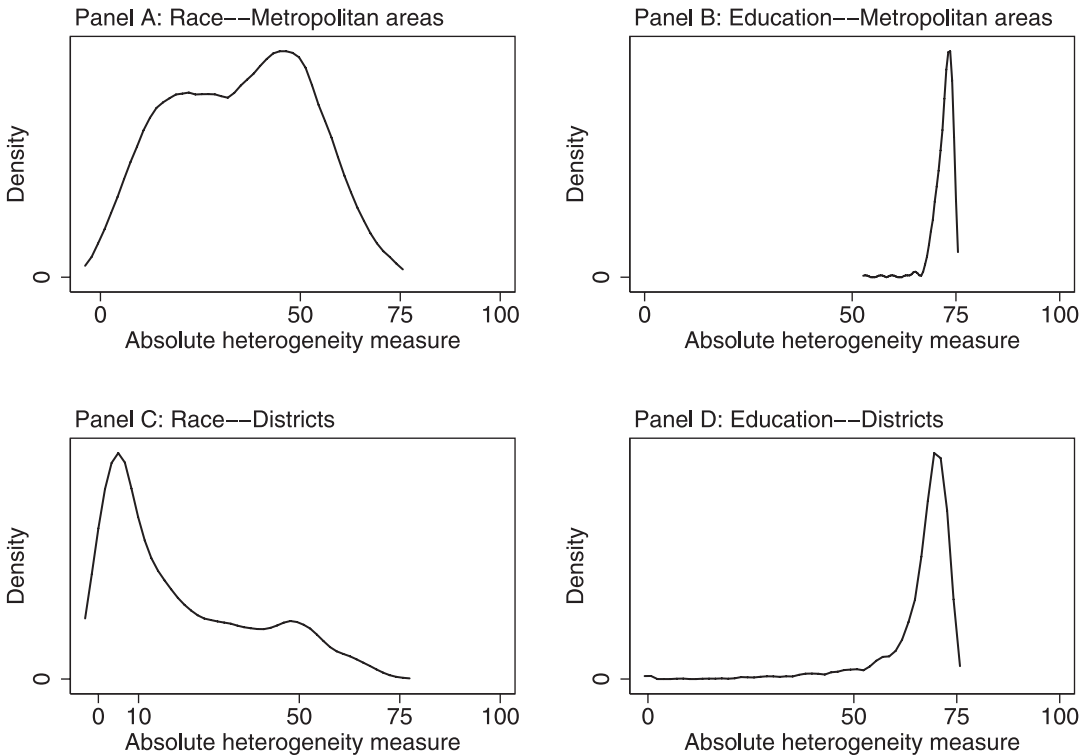 Panel A: Race--Metropolitan areas
Density
0
0 50 75 100
Absolute heterogeneity measure
Panel B: Education--Metropolitan areas
Density
0
0 50 75 100
Absolute heterogeneity measure
Panel C: Race--Districts
Density
0
0 10 50 75 100
Absolute heterogeneity measure
Panel D: Education--Districts
Density
0
0 50 75 100
Absolute heterogeneity measure